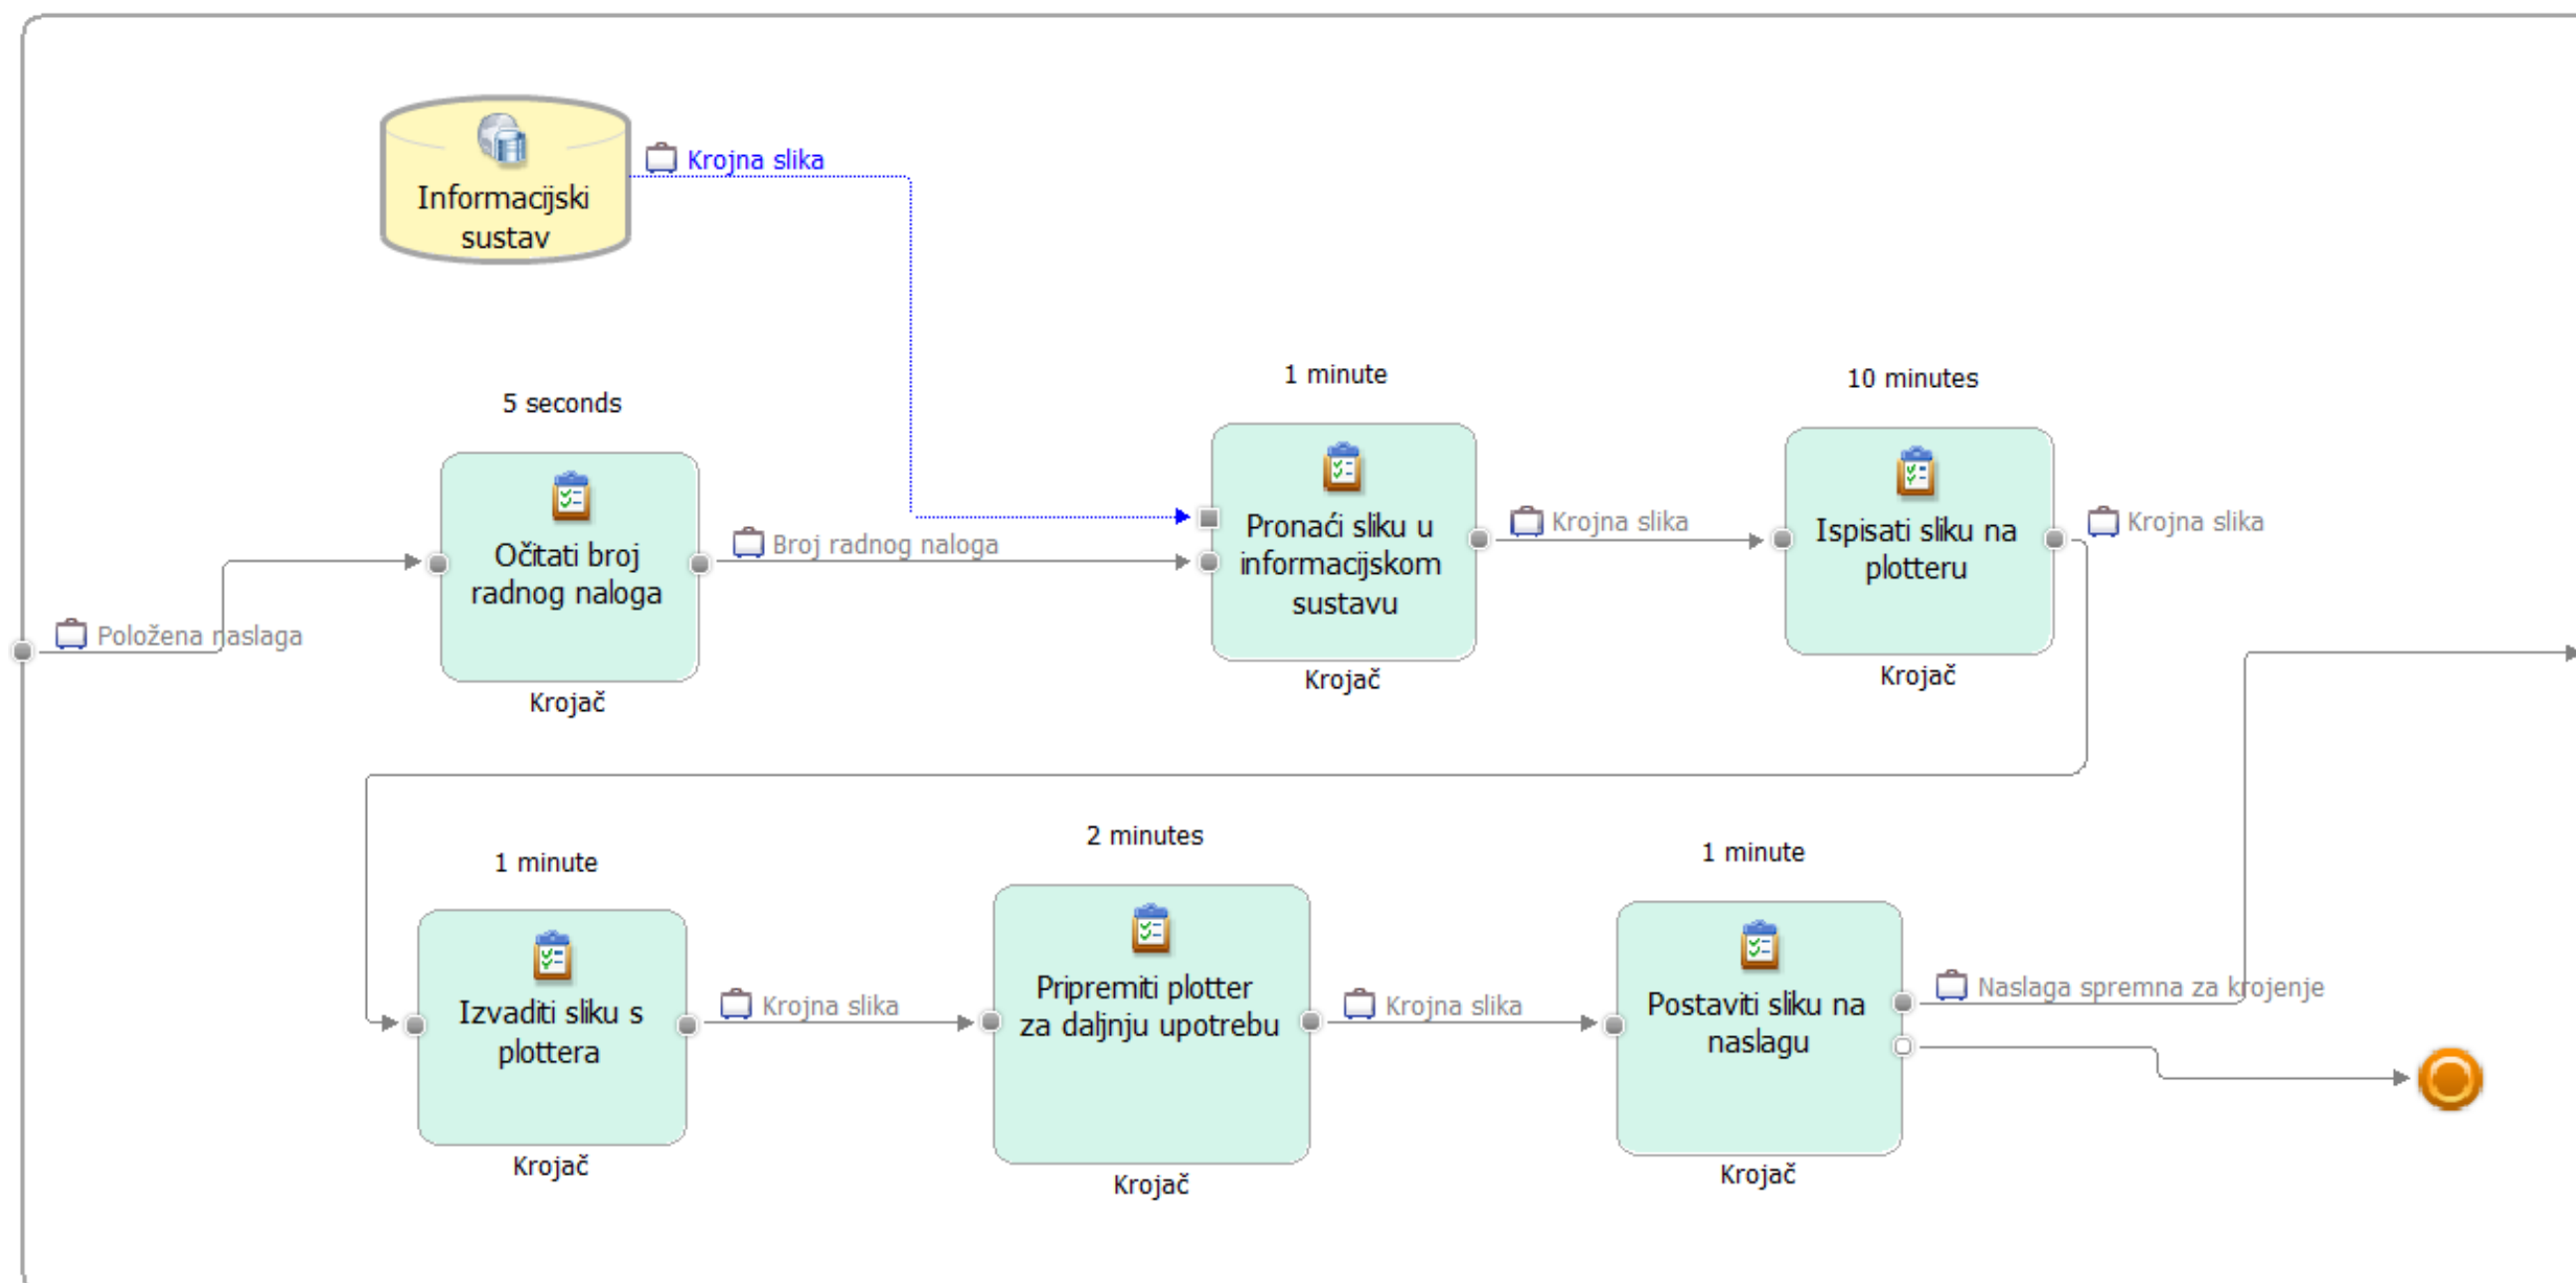 Krojna slika
Informacijski
sustav
1 minute
10 minutes
5 seconds
Očitati broj
radnog naloga
Krojač
Položena naslaga
Broj radnog naloga
Pronaći sliku u
informacijskom
sustavu
Krojač
Krojna slika
Ispisati sliku na
plotteru
Krojač
Krojna slika
1 minute
2 minutes
1 minute
Izvaditi sliku s
plottera
Krojač
Krojna slika
Pripremiti plotter
za daljnju upotrebu
Krojač
Krojna slika
Postaviti sliku na
naslagu
Krojač
Naslaga spremna za krojenje